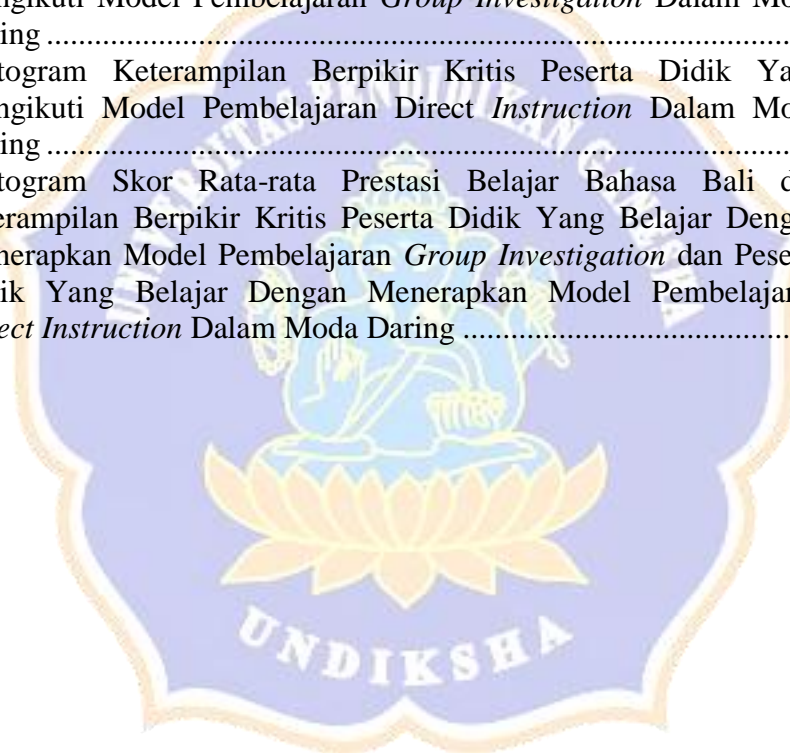 ngikuti Model Pembelajaran Group Investigation Dalam Mo
ing ........................................................................................................
togram Keterampilan Berpikir Kritis Peserta Didik Ya
ngikuti Model Pembelajaran Direct Instruction Dalam Mo
ing ........................................................................................................
togram Skor Rata-rata Prestasi Belajar Bahasa Bali d
erampilan Berpikir Kritis Peserta Didik Yang Belajar Deng
nerapkan Model Pembelajaran Group Investigation dan Pese
ik Yang Belajar Dengan Menerapkan Model Pembelajar
ect Instruction Dalam Moda Daring .............................................
UNIVERSITAS PENDIDIKAN GANESHA
UNDIKSHA